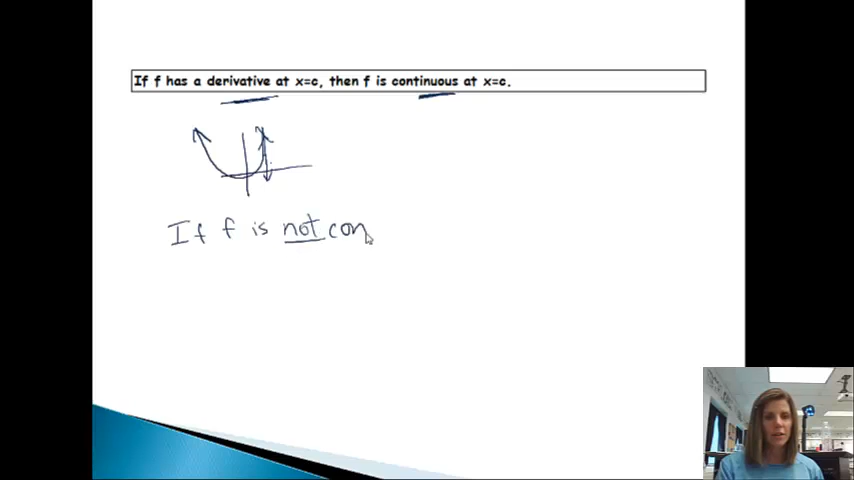 If f has a derivative at x=c, then f is continuous at x=c.
If f is not con